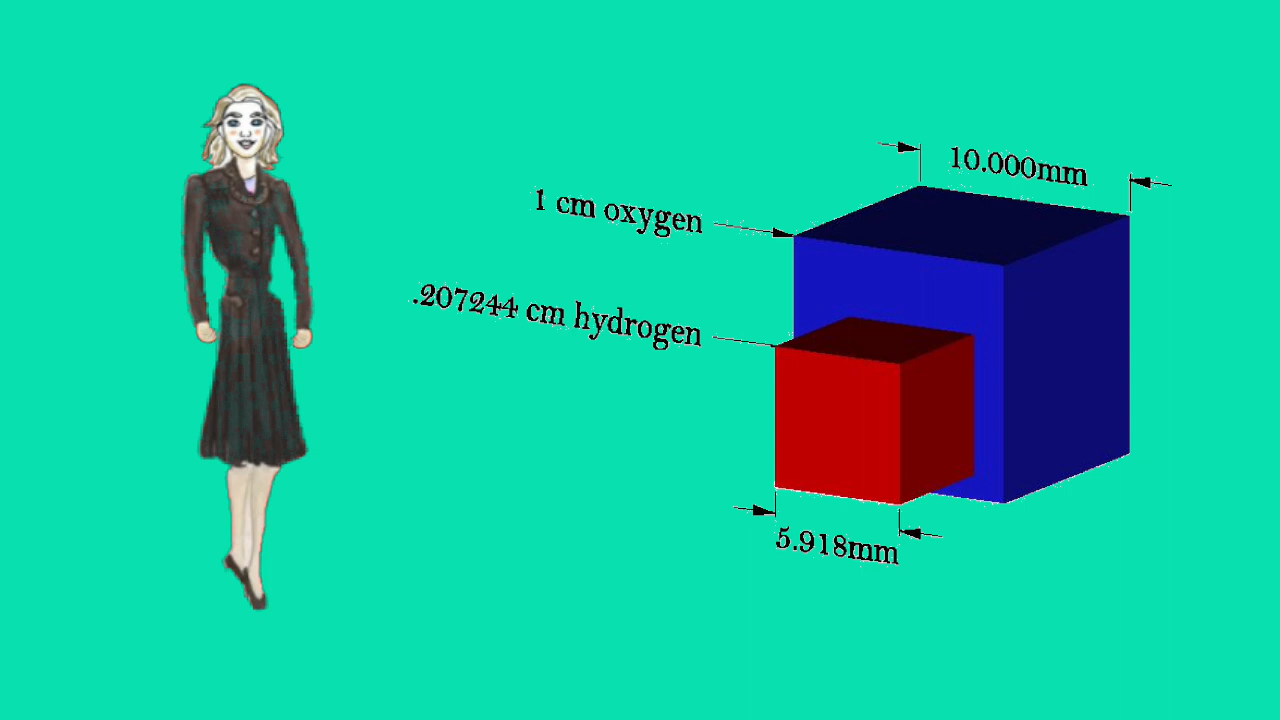 10.000mm
1 cm oxygen
.207244 cm hydrogen
5.918mm